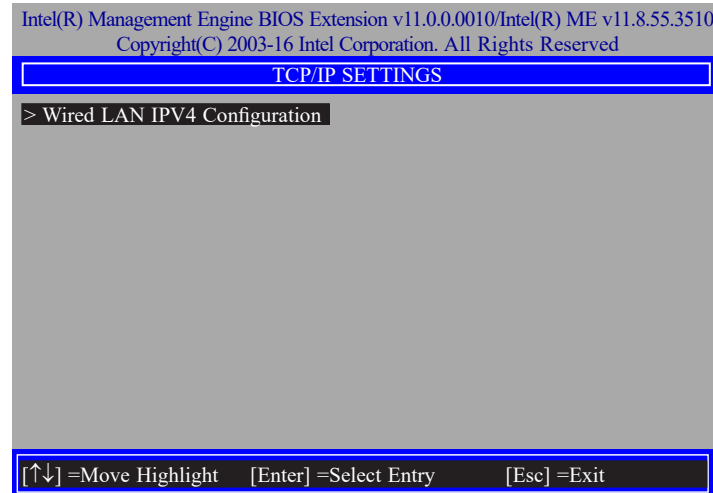 Intel(R) Management Engine BIOS Extension v11.0.0.0010/Intel(R) ME v11.8.55.3510
Copyright(C) 2003-16 Intel Corporation. All Rights Reserved
TCP/IP SETTINGS
> Wired LAN IPV4 Configuration
[↑↓] =Move Highlight [Enter] =Select Entry [Esc] =Exit